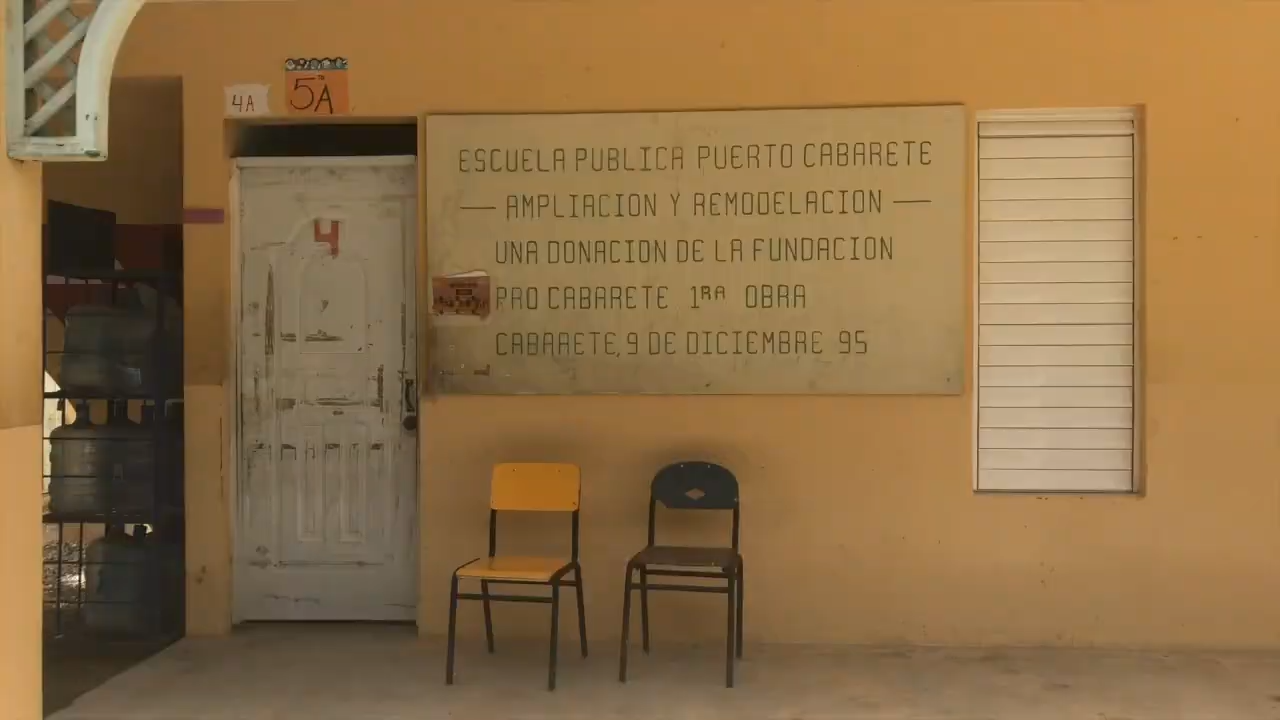 4A
5TA
4
ESCUELA PUBLICA PUERTO CABARETE
— AMPLIACION Y REMODELACION —
UNA DONACION DE LA FUNDACION
PRO CABARETE 1RA OBRA
CABARETE, 9 DE DICIEMBRE 95